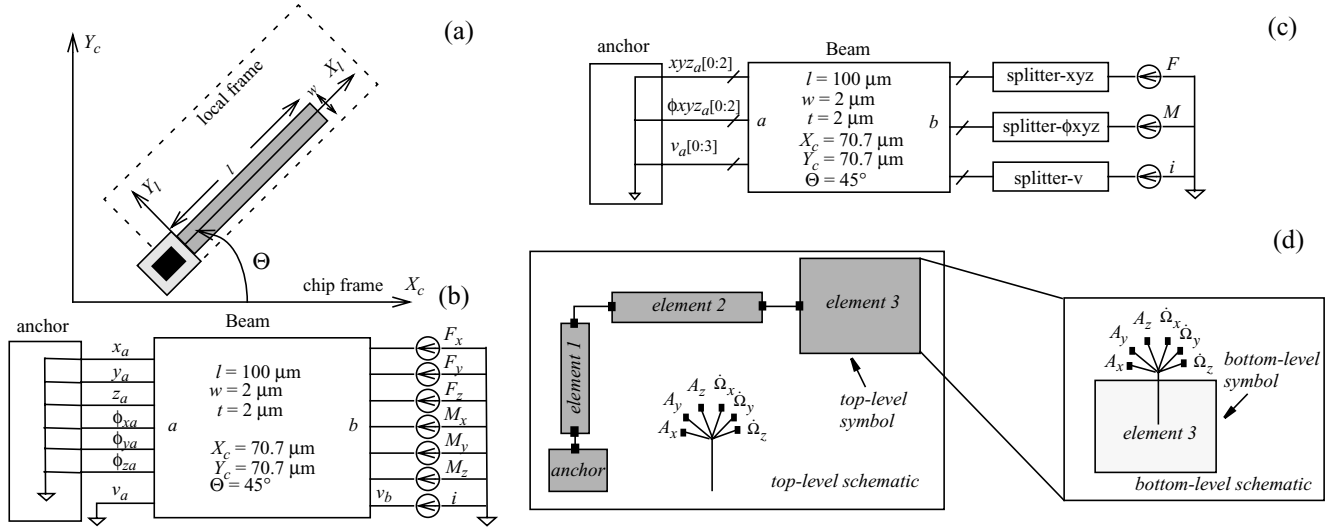 (a)
Y_c
X_l
w
local frame
l
Y_l
Θ
chip frame
X_c
(b)
anchor
Beam
x_a
y_a
z_a
ϕ_xa
ϕ_ya
ϕ_za
v_a
a
l = 100 μm
w = 2 μm
t = 2 μm
X_c = 70.7 μm
Y_c = 70.7 μm
Θ = 45°
b
v_b
F_x
F_y
F_z
M_x
M_y
M_z
i
(c)
anchor
Beam
xyz_a[0:2]
ϕxyz_a[0:2]
v_a[0:3]
a
l = 100 μm
w = 2 μm
t = 2 μm
X_c = 70.7 μm
Y_c = 70.7 μm
Θ = 45°
b
splitter-xyz
splitter-ϕxyz
splitter-v
F
M
i
(d)
element 1
element 2
element 3
anchor
A_x
A_y
A_z
Ω̇_x
Ω̇_y
Ω̇_z
top-level
symbol
top-level schematic
A_x
A_y
A_z
Ω̇_x
Ω̇_y
Ω̇_z
bottom-level
symbol
element 3
bottom-level schematic